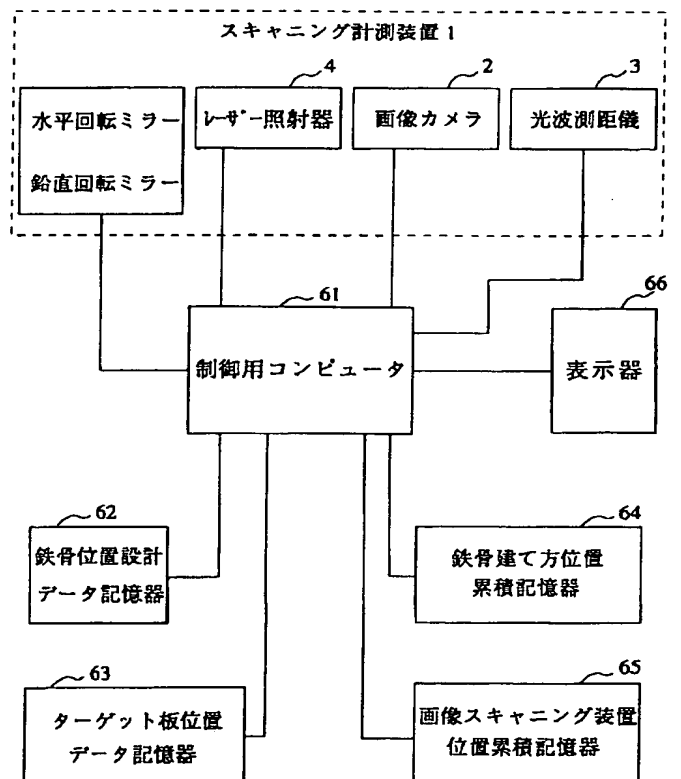 スキャニング計測装置1
4
2
3
水平回転ミラー
鉛直回転ミラー
レーザー照射器
画像カメラ
光波測距儀
61
66
制御用コンピュータ
表示器
62
64
鉄骨位置設計
データ記憶器
鉄骨建て方位置
累積記憶器
63
65
ターゲット板位置
データ記憶器
画像スキャニング装置
位置累積記憶器